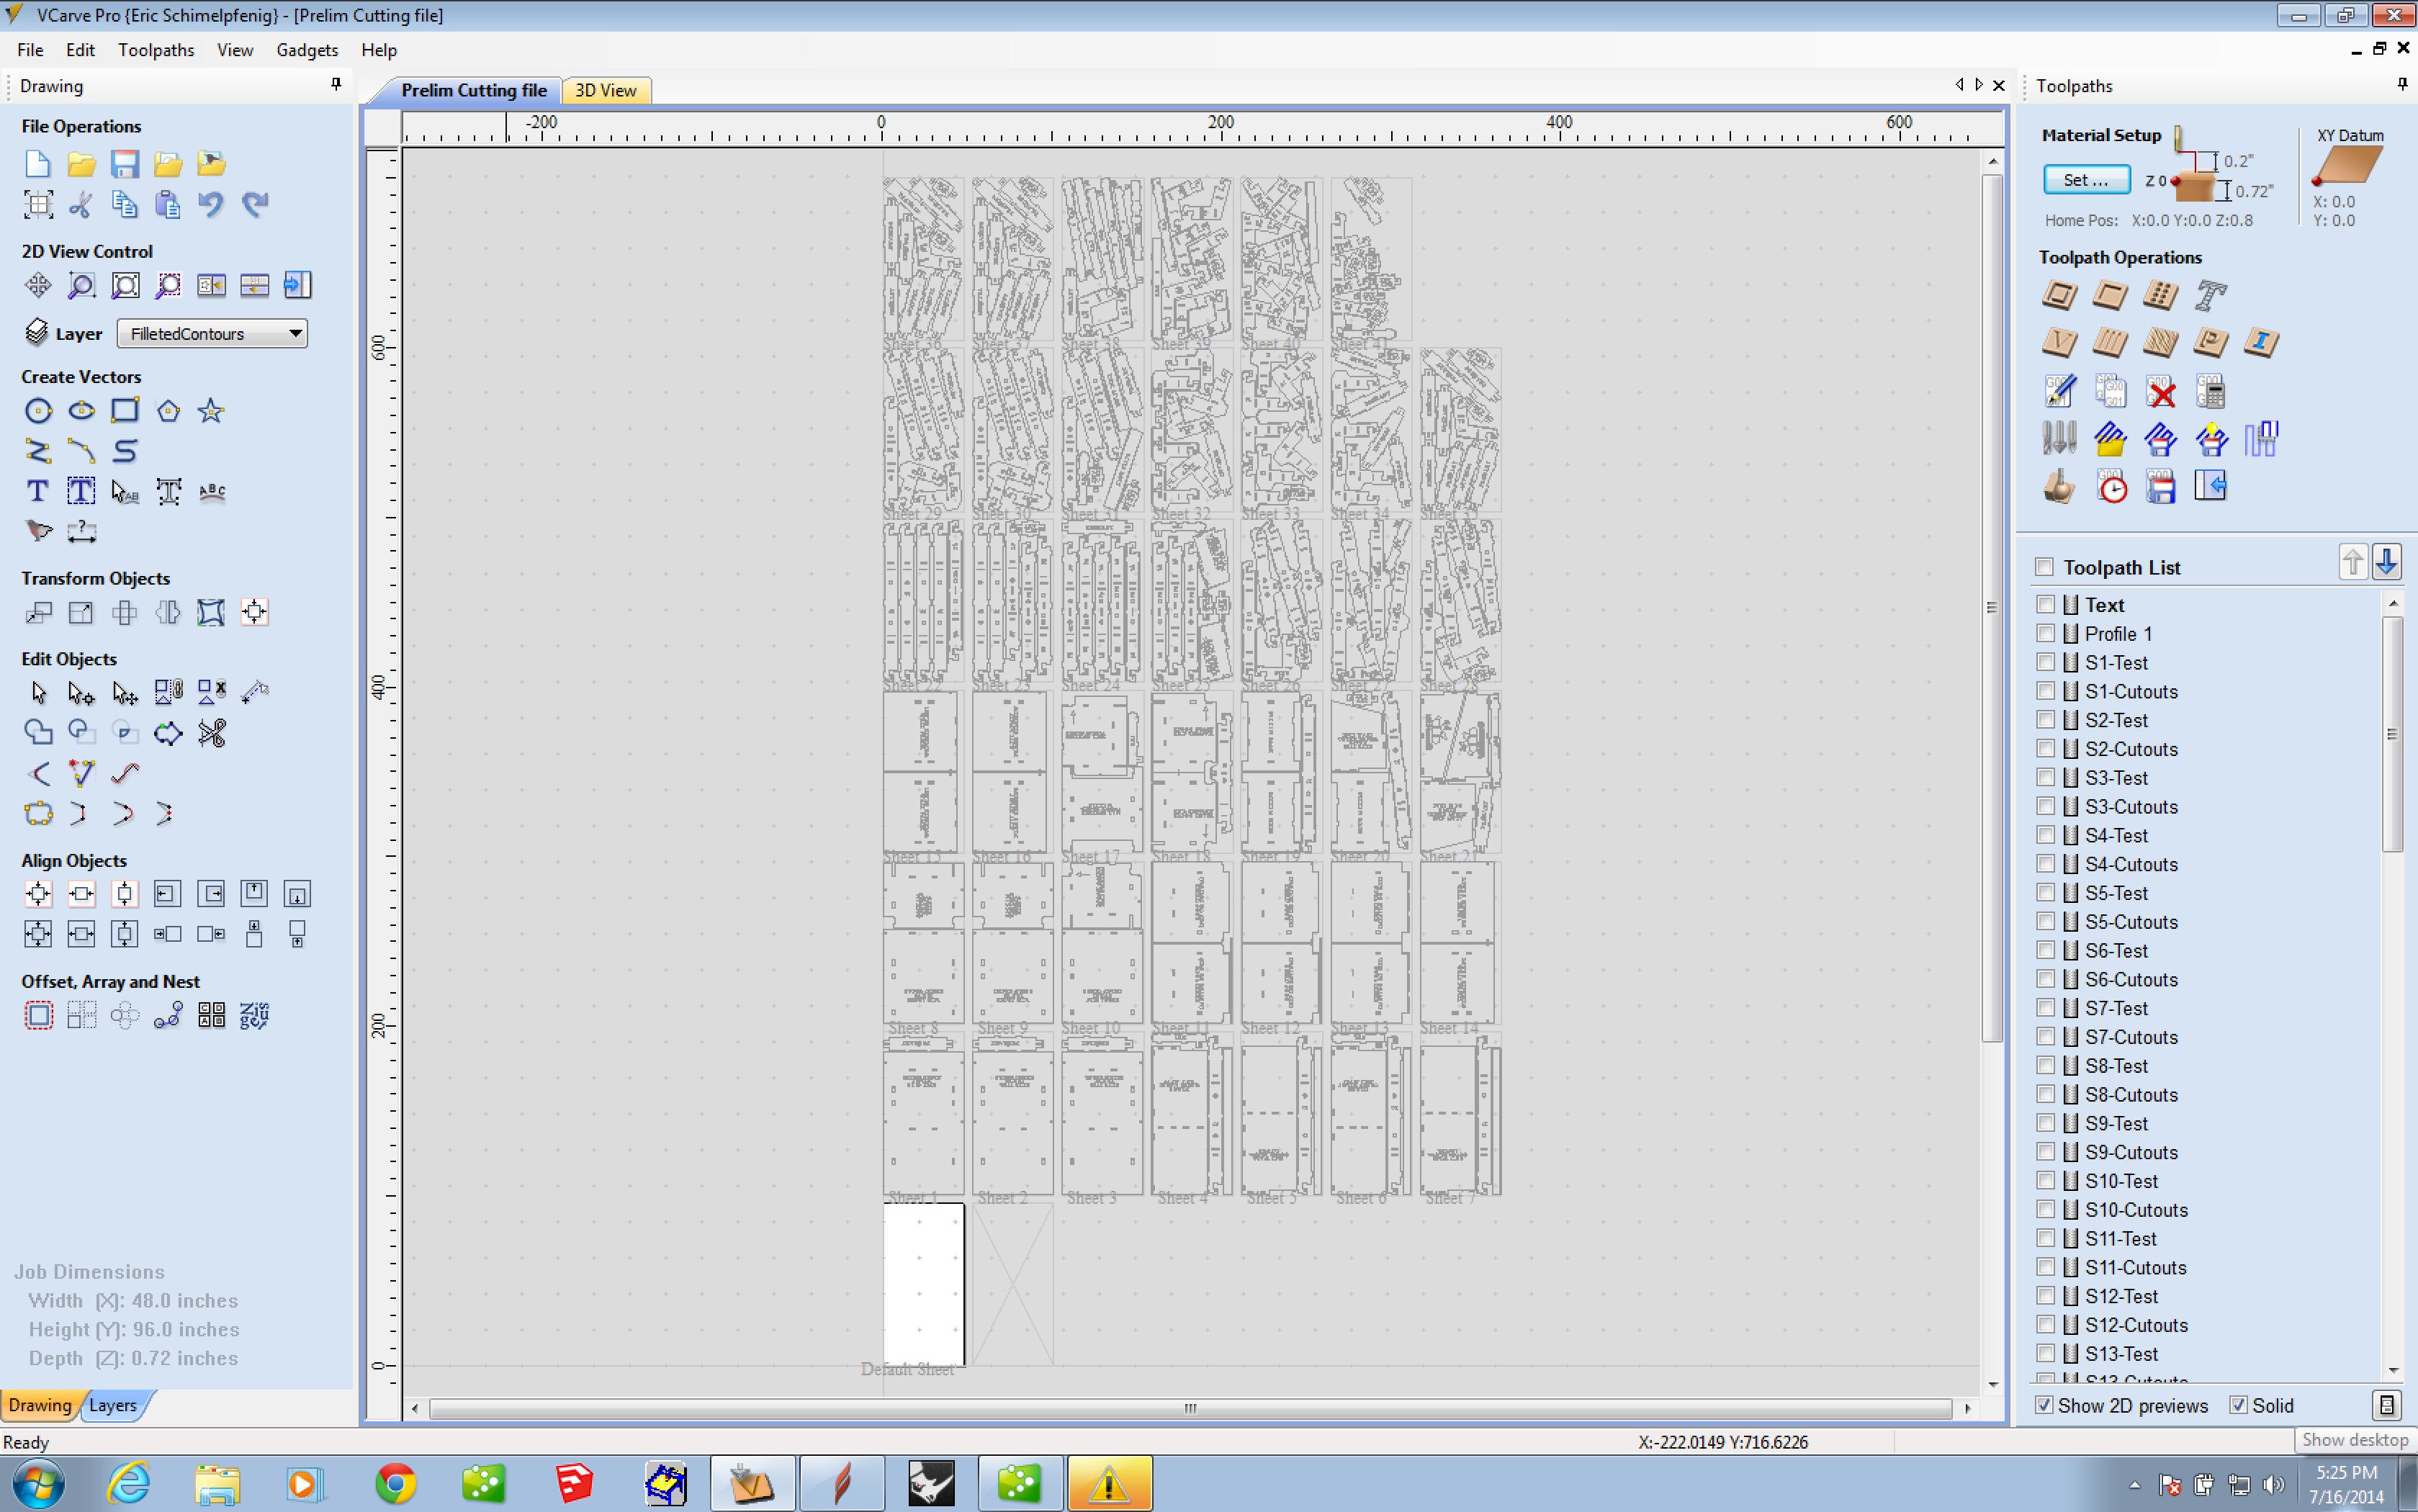 VCarve Pro {Eric Schimelpfenig} - [Prelim Cutting file]
File Edit Toolpaths View Gadgets Help
Drawing
File Operations
2D View Control
Layer FilletedContours
Create Vectors
Transform Objects
Edit Objects
Align Objects
Offset, Array and Nest
Job Dimensions
Width (X): 48.0 inches
Height (Y): 96.0 inches
Depth (Z): 0.72 inches
Drawing Layers
Prelim Cutting file 3D View
-200 0 200 400 600
600
400
200
0
Sheet 36 Sheet 37 Sheet 38 Sheet 39 Sheet 40 Sheet 41
Sheet 29 Sheet 30 Sheet 31 Sheet 32 Sheet 33 Sheet 34 Sheet 35
Sheet 22 Sheet 23 Sheet 24 Sheet 25 Sheet 26 Sheet 27 Sheet 28
Sheet 15 Sheet 16 Sheet 17 Sheet 18 Sheet 19 Sheet 20 Sheet 21
Sheet 8 Sheet 9 Sheet 10 Sheet 11 Sheet 12 Sheet 13 Sheet 14
Sheet 1 Sheet 2 Sheet 3 Sheet 4 Sheet 5 Sheet 6 Sheet 7
Default Sheet
Toolpaths
Material Setup
Set ...
Z 0
0.2"
0.72"
XY Datum
X: 0.0
Y: 0.0
Home Pos: X:0.0 Y:0.0 Z:0.8
Toolpath Operations
Toolpath List
Text
Profile 1
S1-Test
S1-Cutouts
S2-Test
S2-Cutouts
S3-Test
S3-Cutouts
S4-Test
S4-Cutouts
S5-Test
S5-Cutouts
S6-Test
S6-Cutouts
S7-Test
S7-Cutouts
S8-Test
S8-Cutouts
S9-Test
S9-Cutouts
S10-Test
S10-Cutouts
S11-Test
S11-Cutouts
S12-Test
S12-Cutouts
S13-Test
S13-Cutouts
Show 2D previews Solid
Ready
X:-222.0149 Y:716.6226
Show desktop
5:25 PM
7/16/2014